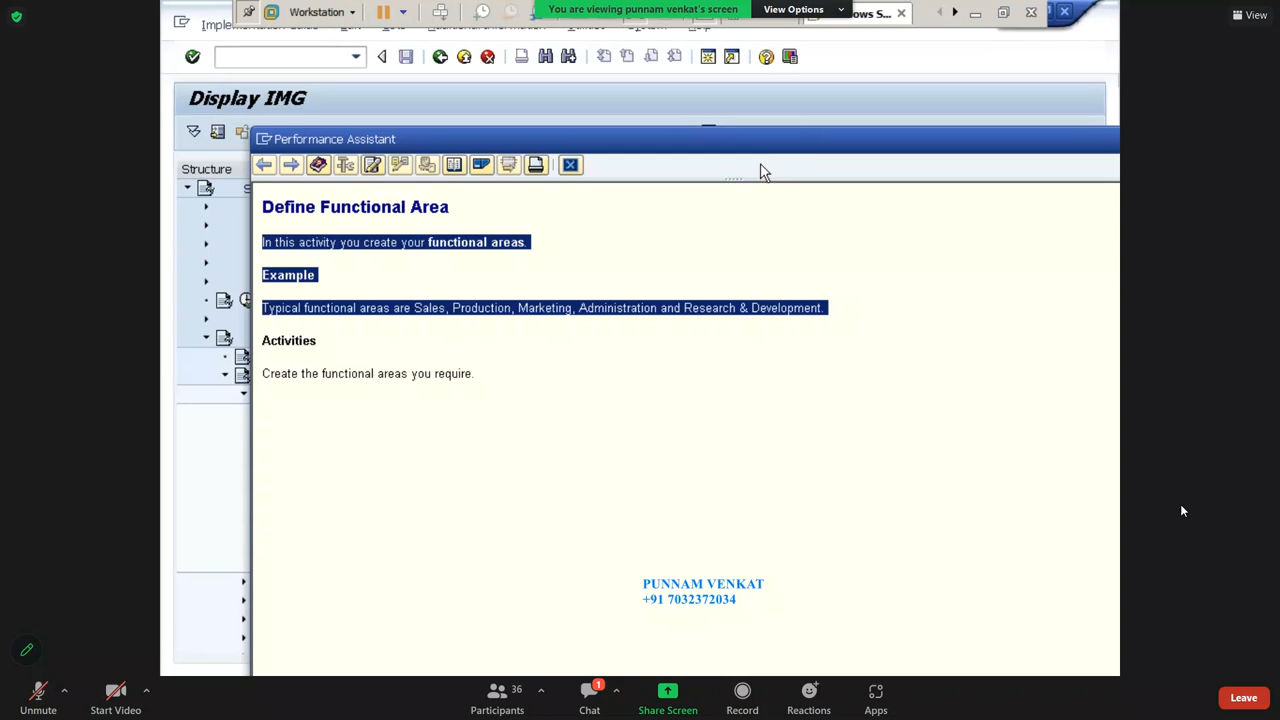 Workstation
You are viewing punnam venkat's screen
View Options
ows S...
View
Display IMG
Performance Assistant
Structure
Define Functional Area
In this activity you create your functional areas.
Example
Typical functional areas are Sales, Production, Marketing, Administration and Research & Development.
Activities
Create the functional areas you require.
PUNNAM VENKAT
+91 7032372034
Unmute
Start Video
36
Participants
1
Chat
Share Screen
Record
Reactions
Apps
Leave